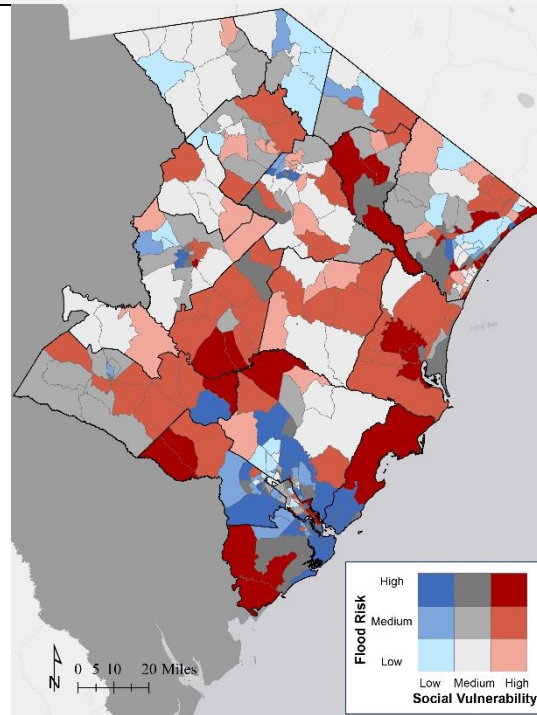 Long Bay
N
0 5 10 20 Miles
High
Medium
Low
Flood Risk
Low Medium High
Social Vulnerability